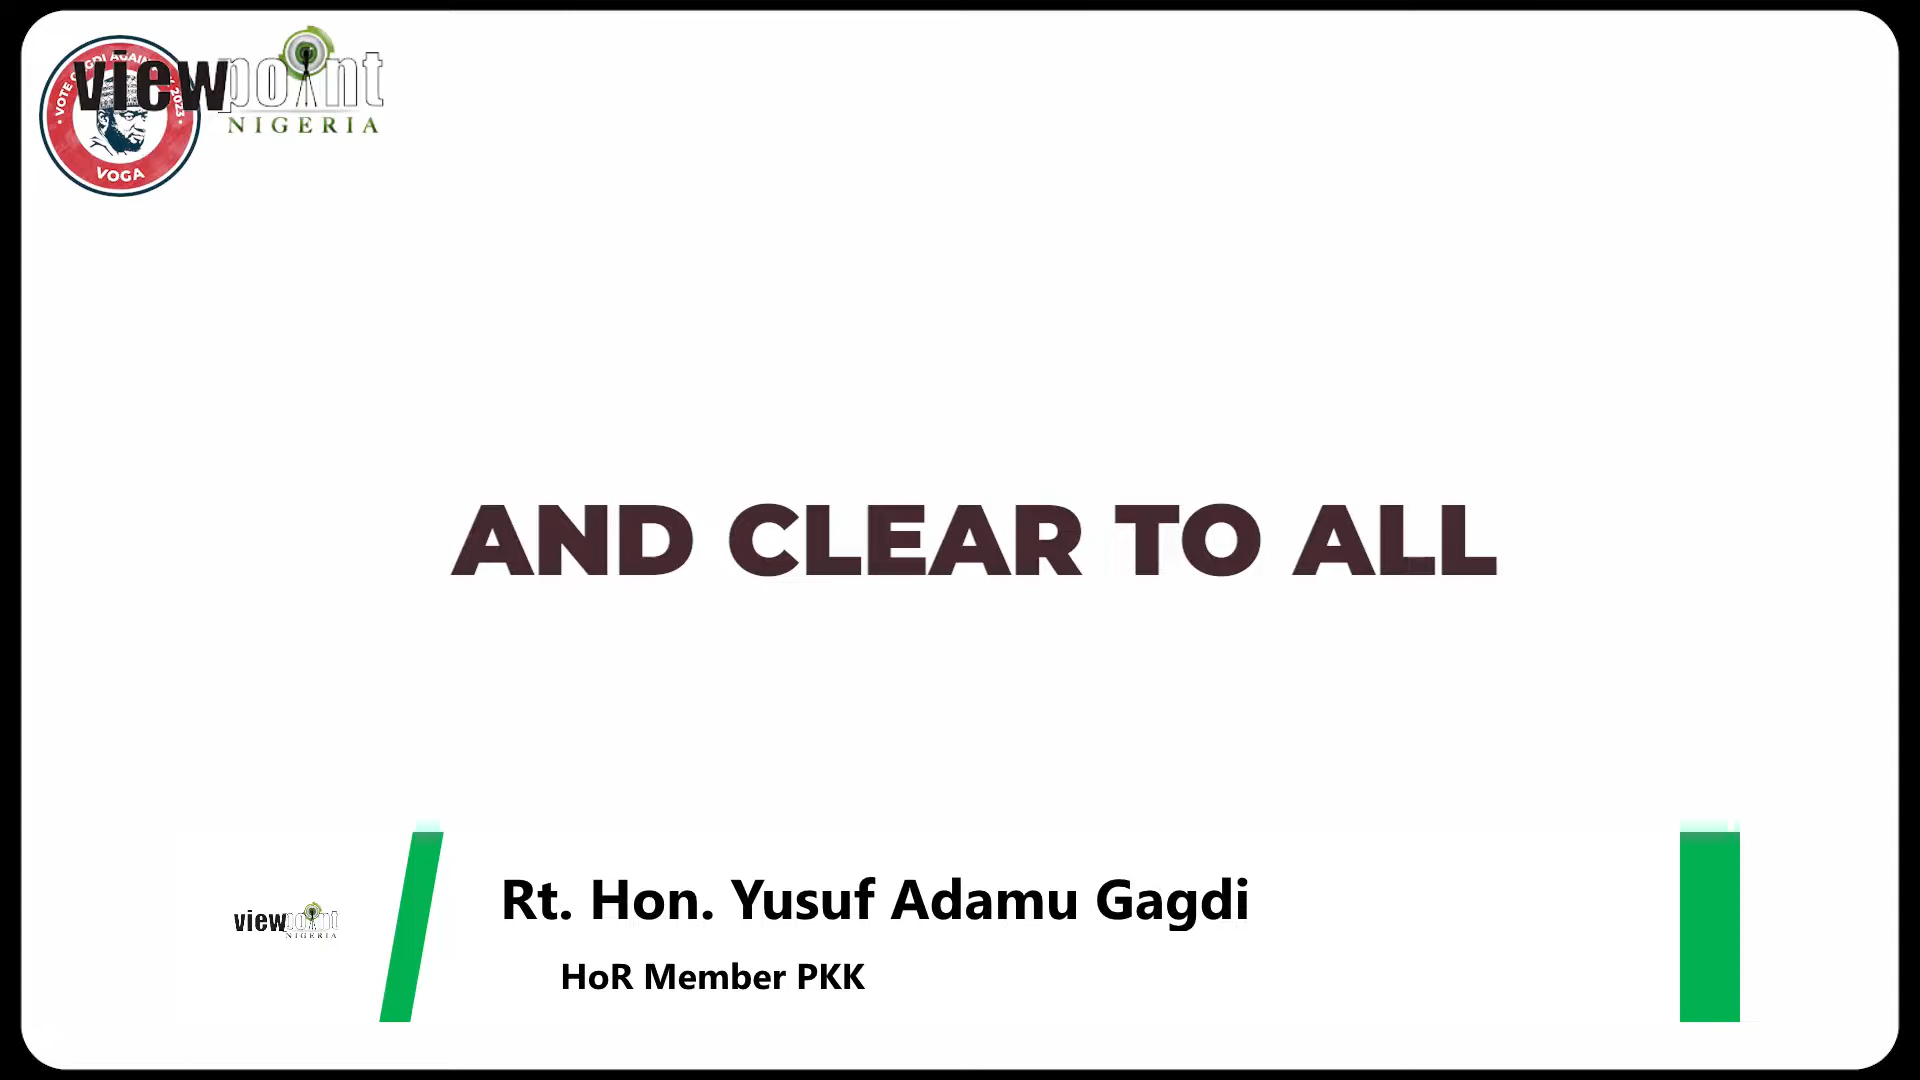 viewpoint
NIGERIA
VOGA
AND CLEAR TO ALL
Rt. Hon. Yusuf Adamu Gagdi
viewpoint
NIGERIA
HoR Member PKK